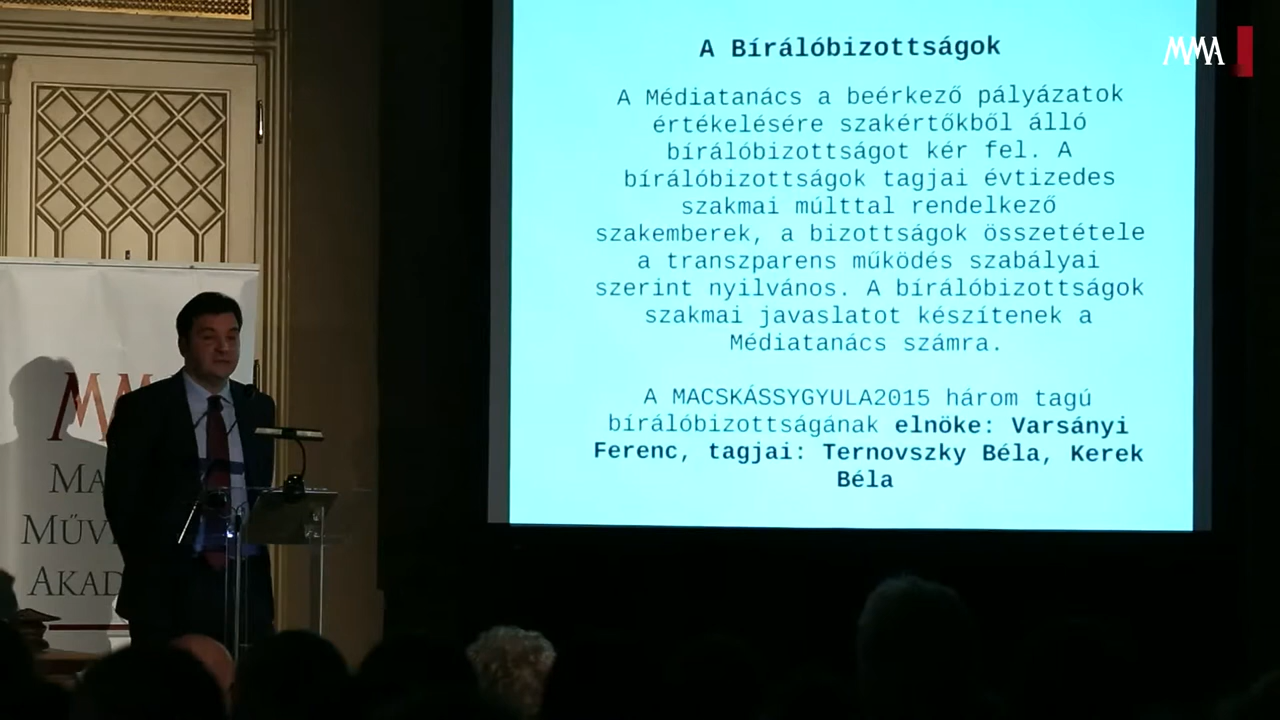 A Bírálóbizottságok
A Médiatanács a beérkező pályázatok
értékelésére szakértőkből álló
bírálóbizottságot kér fel. A
bírálóbizottságok tagjai évtizedes
szakmai múlttal rendelkező
szakemberek, a bizottságok összetétele
a transzparens működés szabályai
szerint nyilvános. A bírálóbizottságok
szakmai javaslatot készítenek a
Médiatanács számra.
A MACSKÁSSYGYULA2015 három tagú
bírálóbizottságának elnöke: Varsányi
Ferenc, tagjai: Ternovszky Béla, Kerek
Béla
MMA
MMA
MA
MŰV
AKAD